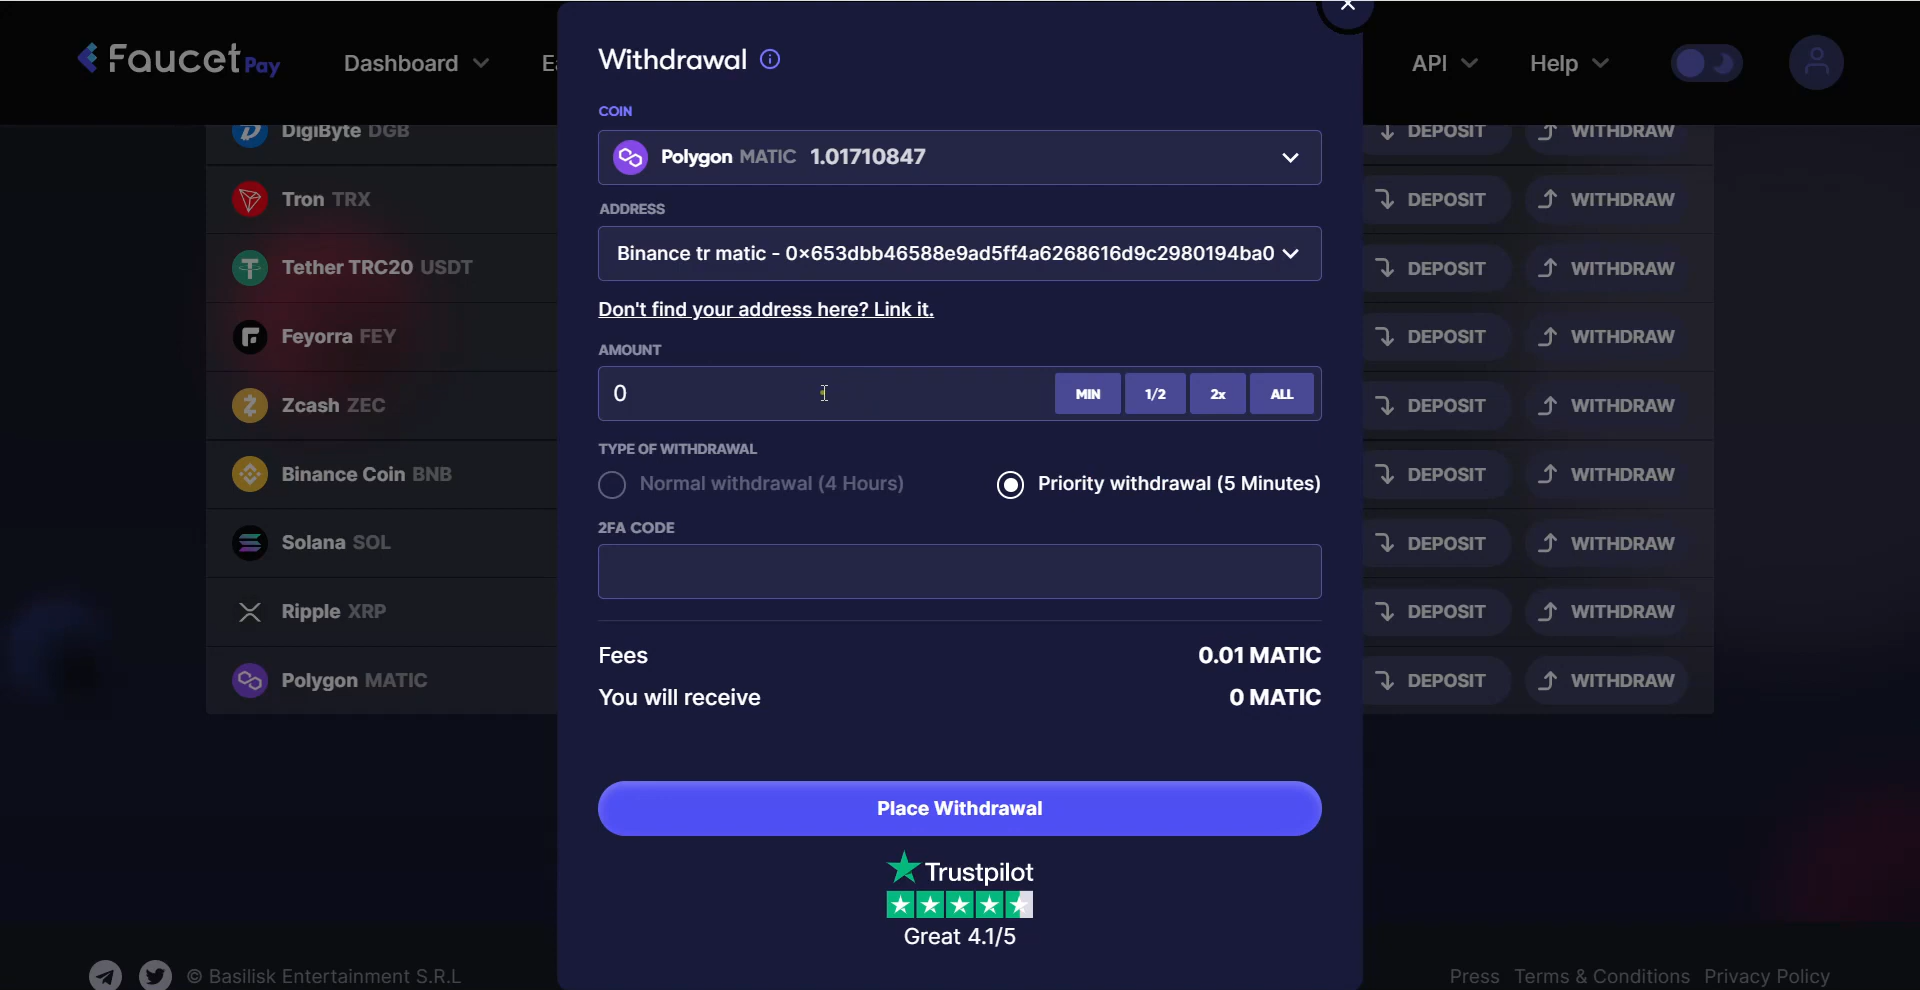 Faucet Pay
Dashboard
API
Help
Withdrawal
COIN
Polygon MATIC 1.01710847
ADDRESS
Binance tr matic - 0x653dbb46588e9ad5ff4a6268616d9c2980194ba0
Don't find your address here? Link it.
AMOUNT
0
MIN
1/2
2x
ALL
TYPE OF WITHDRAWAL
Normal withdrawal (4 Hours)
Priority withdrawal (5 Minutes)
2FA CODE
Fees
0.01 MATIC
You will receive
0 MATIC
Place Withdrawal
Trustpilot
Great 4.1/5
DigiByte DGB
DEPOSIT
WITHDRAW
Tron TRX
DEPOSIT
WITHDRAW
Tether TRC20 USDT
DEPOSIT
WITHDRAW
Feyorra FEY
DEPOSIT
WITHDRAW
Zcash ZEC
DEPOSIT
WITHDRAW
Binance Coin BNB
DEPOSIT
WITHDRAW
Solana SOL
DEPOSIT
WITHDRAW
Ripple XRP
DEPOSIT
WITHDRAW
Polygon MATIC
DEPOSIT
WITHDRAW
© Basilisk Entertainment S.R.L
Press Terms & Conditions Privacy Policy